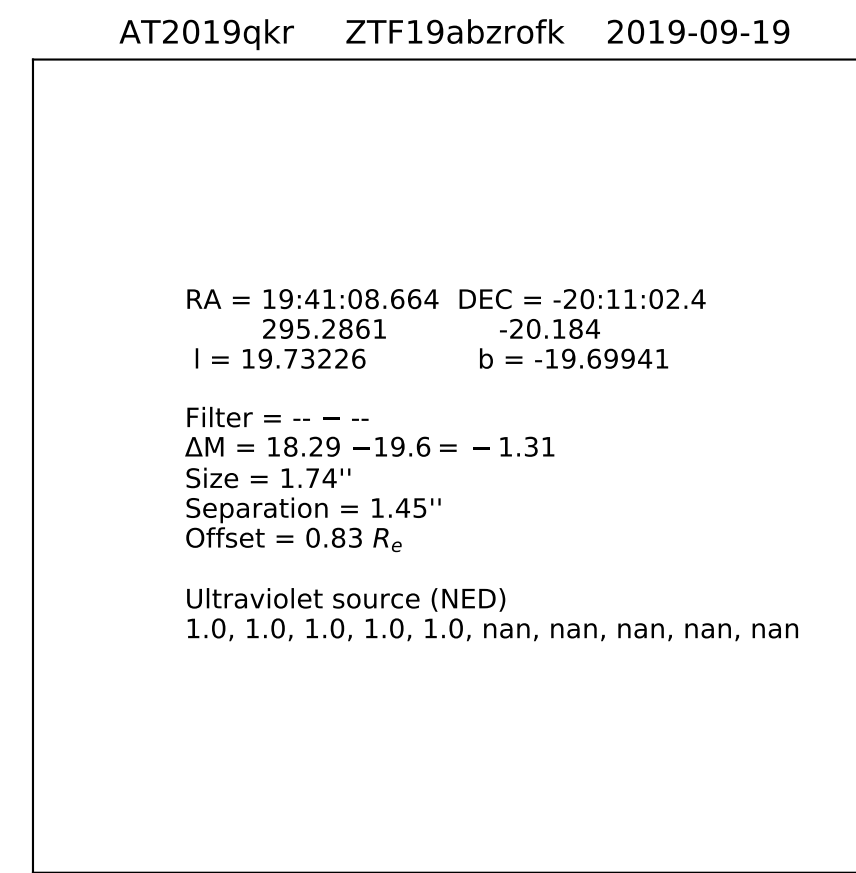 AT2019qkr ZTF19abzrofk 2019-09-19
RA = 19:41:08.664 DEC = -20:11:02.4
295.2861 -20.184
l = 19.73226 b = -19.69941
Filter = -- − --
ΔM = 18.29 −19.6 = −1.31
Size = 1.74''
Separation = 1.45''
Offset = 0.83 Rₑ
Ultraviolet source (NED)
1.0, 1.0, 1.0, 1.0, 1.0, nan, nan, nan, nan, nan